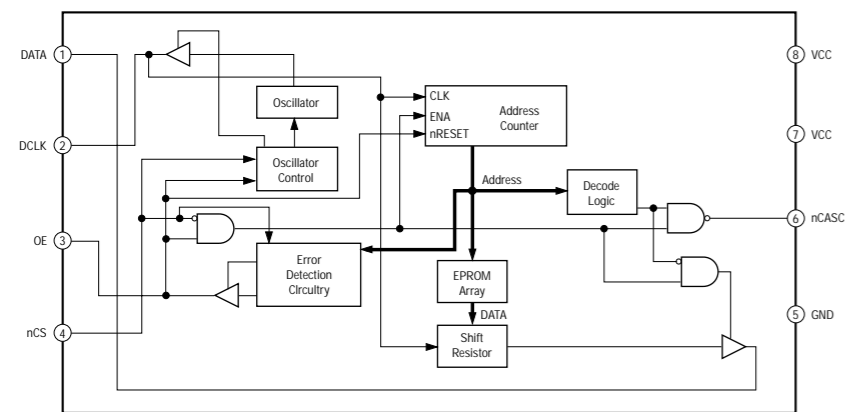 DATA 1
8 VCC
Oscillator
CLK
ENA
nRESET
Address
Counter
DCLK 2
7 VCC
Oscillator
Control
Address
Decode
Logic
6 nCASC
OE 3
Error
Detection
CIrcultry
EPROM
Array
DATA
5 GND
nCS 4
Shift
Resistor